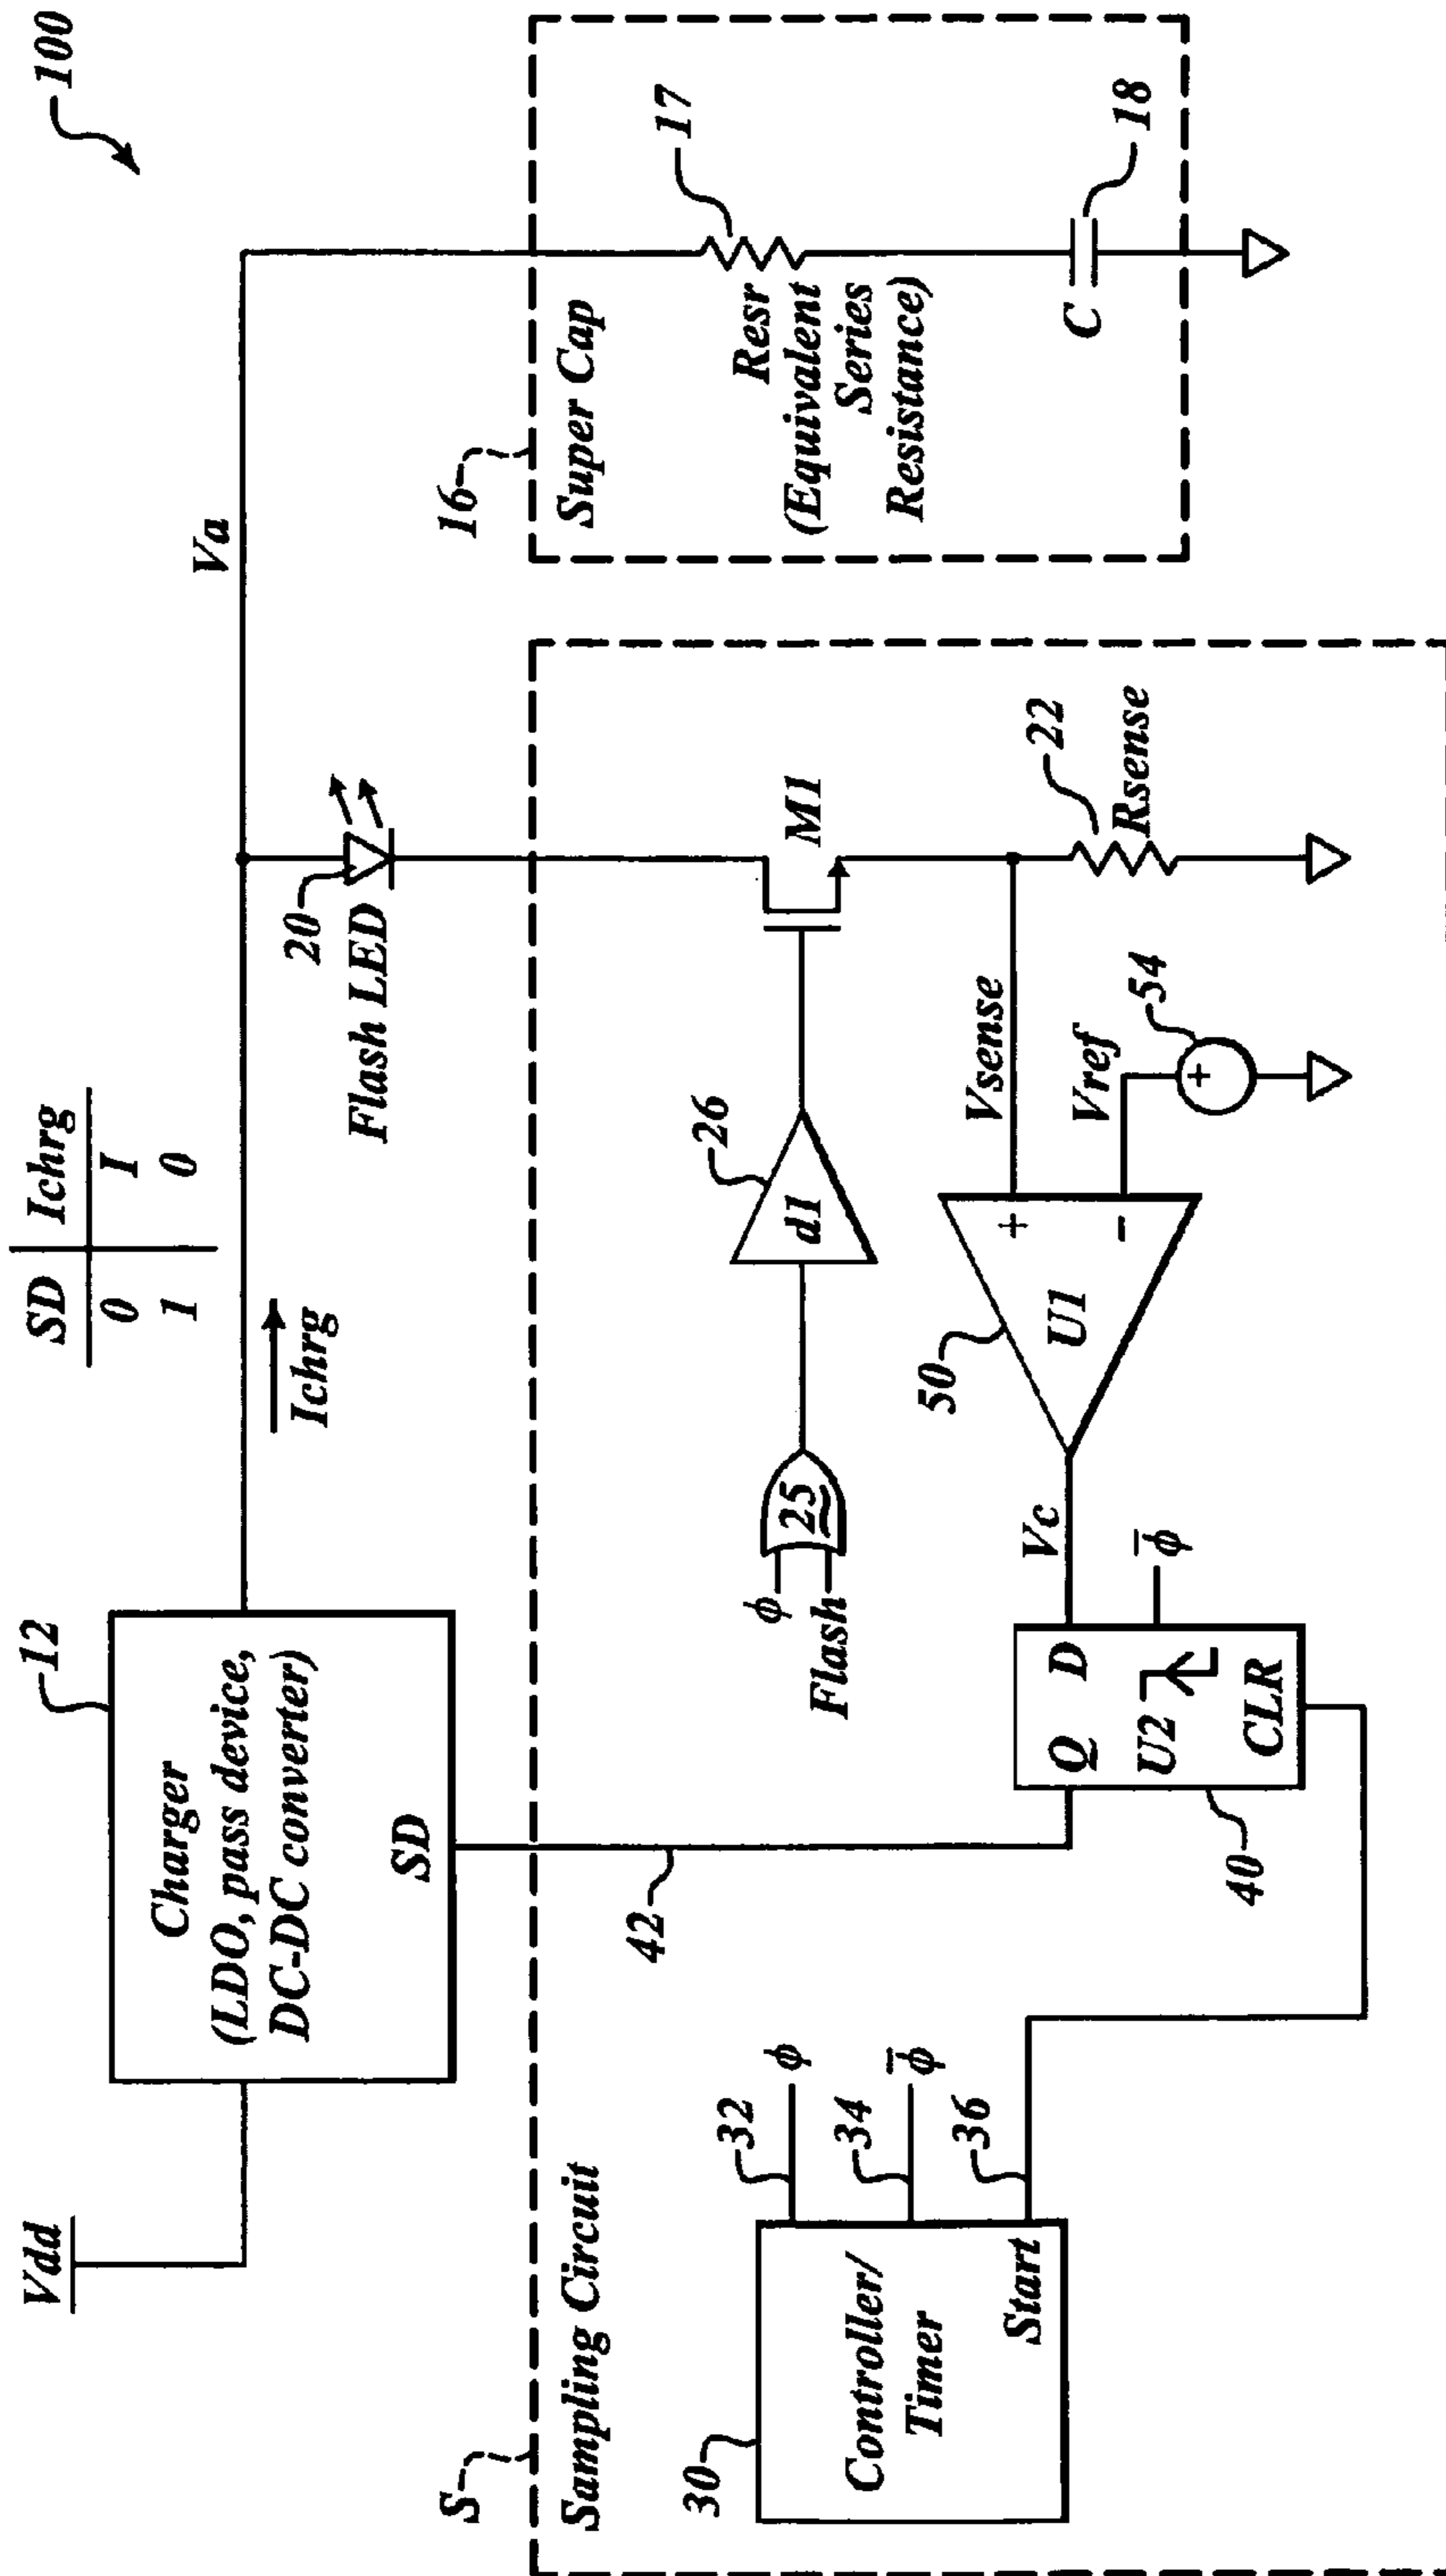 100
SD Ichrg
0 I
1 0
Vdd
12
Charger
(LDO, pass device,
DC-DC converter)
SD
Ichrg
Va
20
Flash LED
16
Super Cap
17
Resr
(Equivalent
Series
Resistance)
C
18
S
Sampling Circuit
30
Controller/
Timer
Start
32
ϕ
34
ϕ̅
36
42
ϕ
Flash
25
26
d1
M1
22
Rsense
Vsense
Vref
54
+
50
U1
+
−
Vc
Q D
U2
CLR
ϕ̅
40